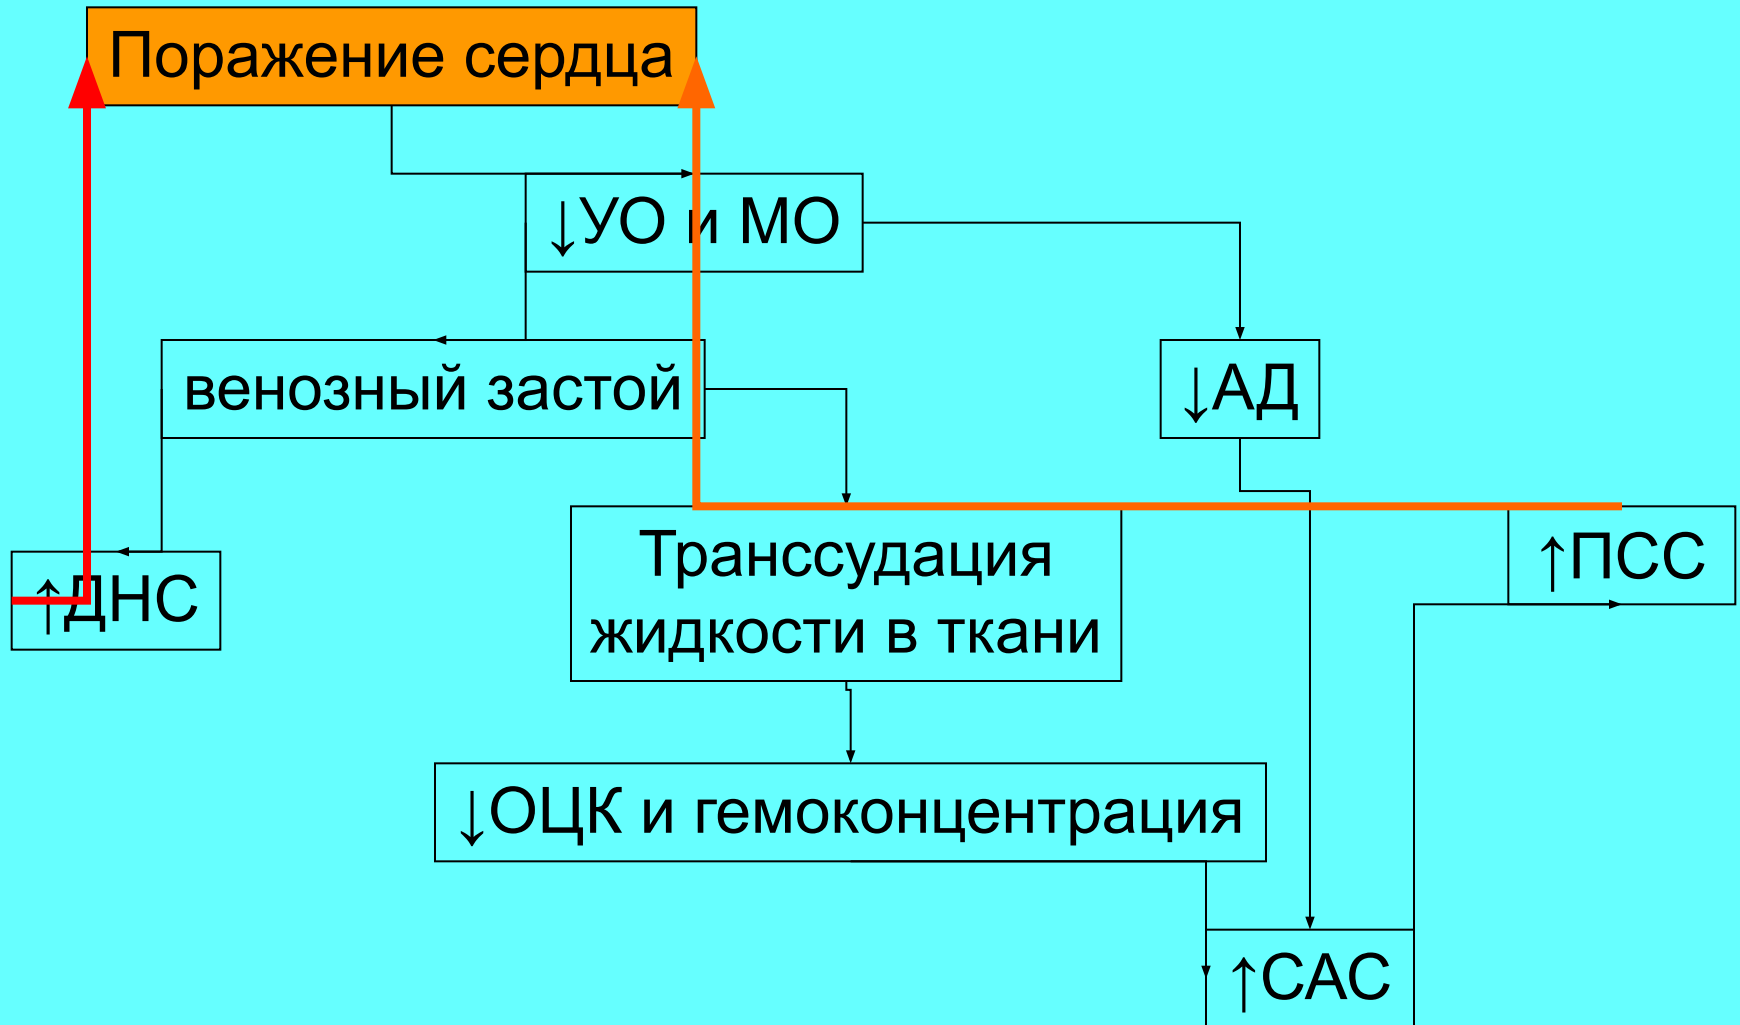 Поражение сердца
↓УО и МО
венозный застой
↓АД
↑ДНС
Транссудация
жидкости в ткани
↑ПСС
↓ОЦК и гемоконцентрация
↑САС